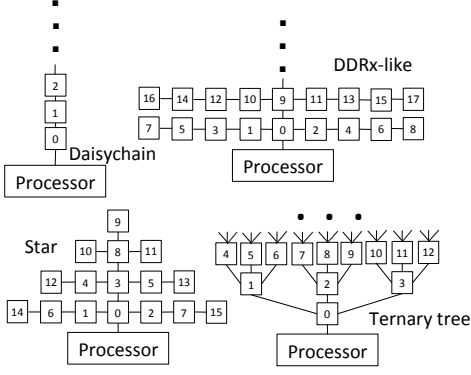 2
1
0
Daisychain
Processor
DDRx-like
16 14 12 10 9 11 13 15 17
7 5 3 1 0 2 4 6 8
Processor
Star
9
10 8 11
12 4 3 5 13
14 6 1 0 2 7 15
Processor
4 5 6 7 8 9 10 11 12
1 2 3
0
Ternary tree
Processor